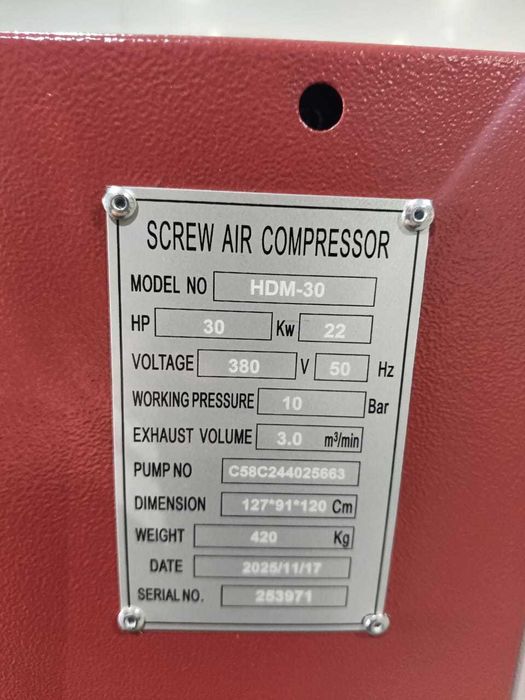 SCREW AIR COMPRESSOR
MODEL NO HDM-30
HP 30 Kw 22
VOLTAGE 380 V 50 Hz
WORKING PRESSURE 10 Bar
EXHAUST VOLUME 3.0 m³/min
PUMP NO C58C244025663
DIMENSION 127*91*120 Cm
WEIGHT 420 Kg
DATE 2025/11/17
SERIAL NO. 253971